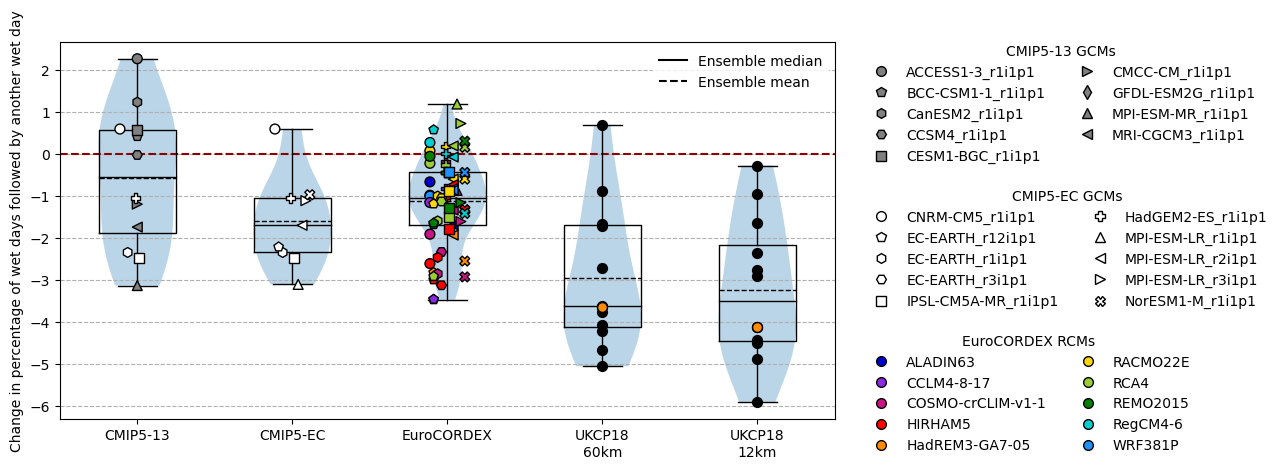 Change in percentage of wet days followed by another wet day
2
1
0
−1
−2
−3
−4
−5
−6
Ensemble median
Ensemble mean
CMIP5-13
CMIP5-EC
EuroCORDEX
UKCP18
60km
UKCP18
12km
CMIP5-13 GCMs
ACCESS1-3_r1i1p1
BCC-CSM1-1_r1i1p1
CanESM2_r1i1p1
CCSM4_r1i1p1
CESM1-BGC_r1i1p1
CMCC-CM_r1i1p1
GFDL-ESM2G_r1i1p1
MPI-ESM-MR_r1i1p1
MRI-CGCM3_r1i1p1
CMIP5-EC GCMs
CNRM-CM5_r1i1p1
EC-EARTH_r12i1p1
EC-EARTH_r1i1p1
EC-EARTH_r3i1p1
IPSL-CM5A-MR_r1i1p1
HadGEM2-ES_r1i1p1
MPI-ESM-LR_r1i1p1
MPI-ESM-LR_r2i1p1
MPI-ESM-LR_r3i1p1
NorESM1-M_r1i1p1
EuroCORDEX RCMs
ALADIN63
CCLM4-8-17
COSMO-crCLIM-v1-1
HIRHAM5
HadREM3-GA7-05
RACMO22E
RCA4
REMO2015
RegCM4-6
WRF381P